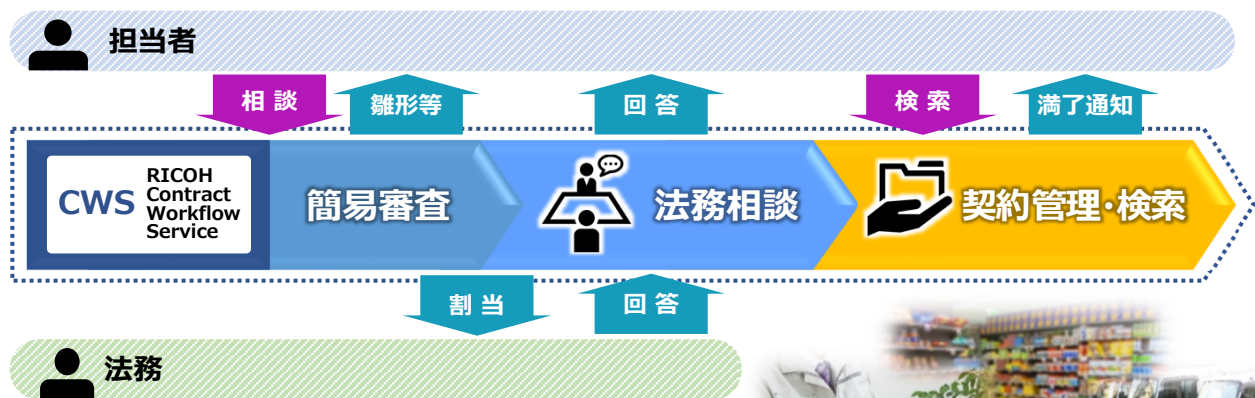 担当者
相 談
雛形等
回 答
検 索
満了通知
CWS
RICOH
Contract
Workflow
Service
簡易審査
法務相談
契約管理・検索
割 当
回 答
法務